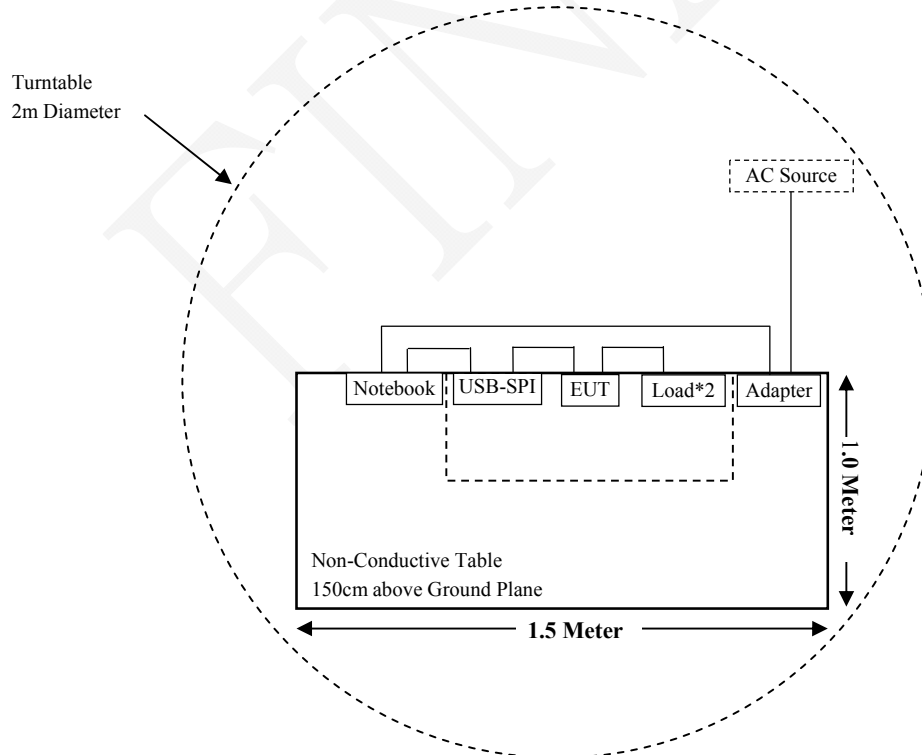 Turntable
2m Diameter
AC Source
Notebook
USB-SPI
EUT
Load*2
Adapter
1.0 Meter
Non-Conductive Table
150cm above Ground Plane
1.5 Meter